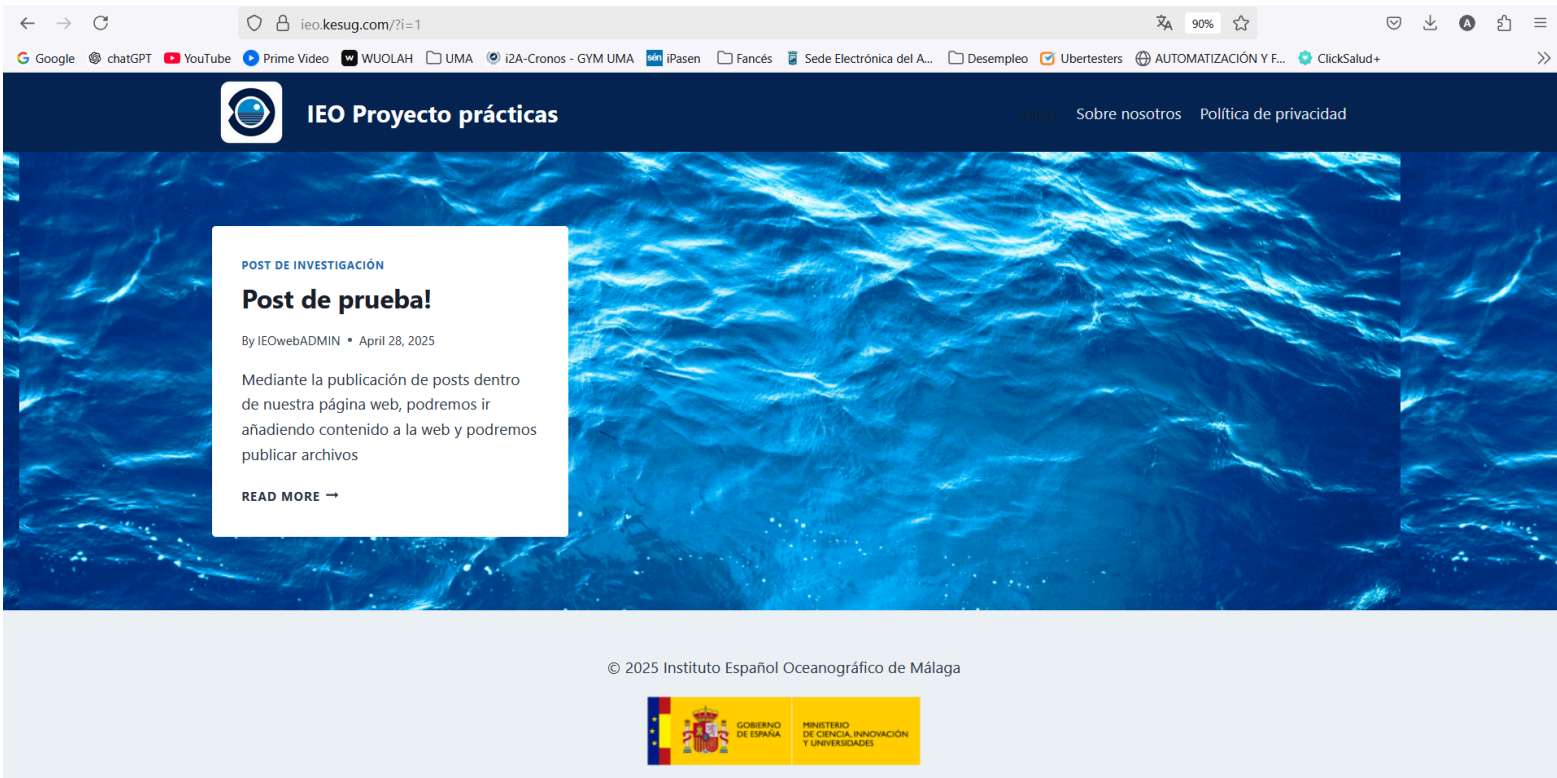 ieo.kesug.com/?i=1
90%
Google chatGPT YouTube Prime Video WUOLAH UMA i2A-Cronos - GYM UMA iPasen Francés Sede Electrónica del A... Desempleo Ubertesters AUTOMATIZACIÓN Y F... ClickSalud+
IEO Proyecto prácticas
Sobre nosotros Política de privacidad
POST DE INVESTIGACIÓN
Post de prueba!
By IEOwebADMIN • April 28, 2025
Mediante la publicación de posts dentro
de nuestra página web, podremos ir
añadiendo contenido a la web y podremos
publicar archivos
READ MORE →
© 2025 Instituto Español Oceanográfico de Málaga
GOBIERNO
DE ESPAÑA
MINISTERIO
DE CIENCIA, INNOVACIÓN
Y UNIVERSIDADES